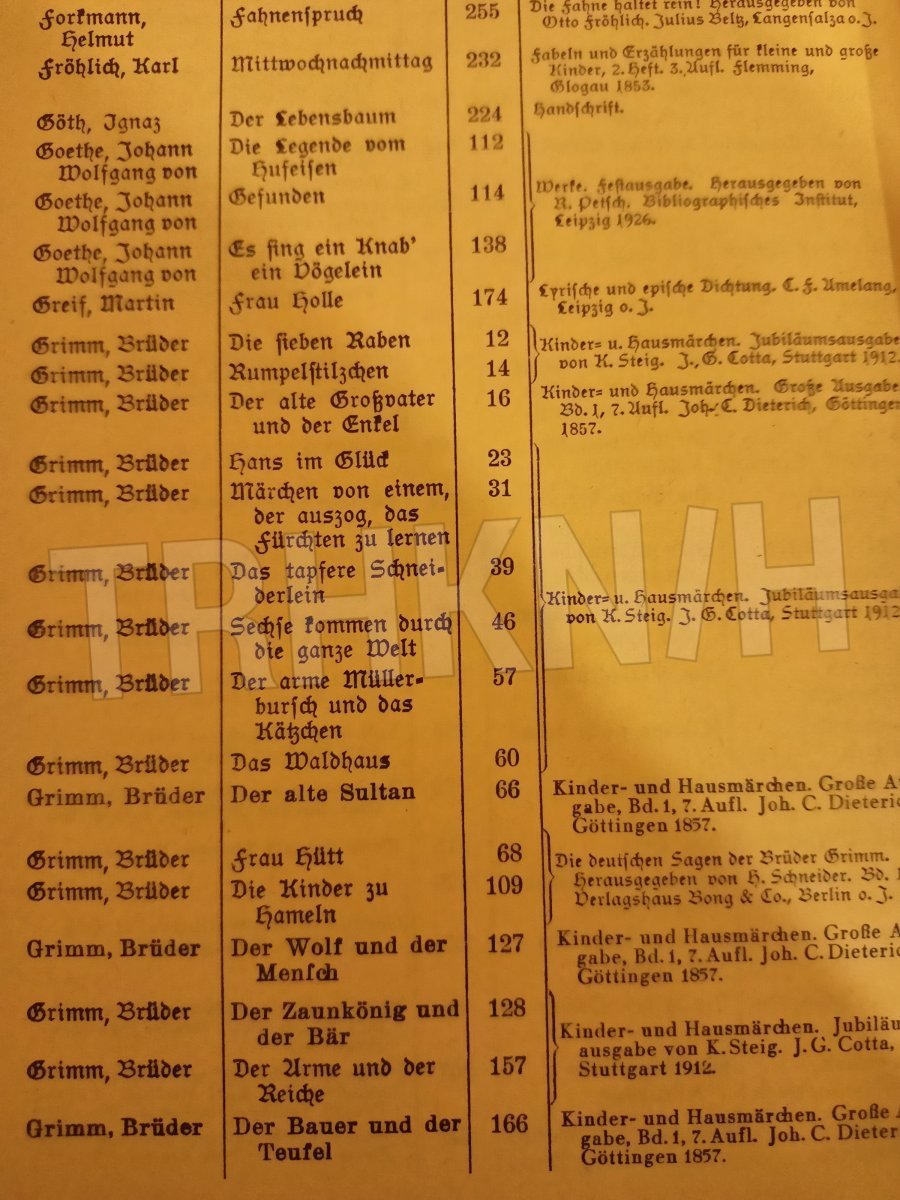 Forkmann, Fahnenspruch 255 Die Fahne haltet rein! Herausgegeben von
Helmut Otto Fröhlich. Julius Beltz, Langensalza o. J.
Fröhlich, Karl Mittwochnachmittag 232 Fabeln und Erzählungen für kleine und große
Kinder, 2. Heft. 3. Aufl. Flemming,
Glogau 1853.
Göth, Ignaz Der Lebensbaum 224 Handschrift.
Goethe, Johann Die Legende vom 112
Wolfgang von Hufeisen
Goethe, Johann Gefunden 114 Werke. Festausgabe. Herausgegeben von
Wolfgang von R. Petsch. Bibliographisches Institut,
Leipzig 1926.
Goethe, Johann Es sing ein Knab' 138
Wolfgang von ein Vögelein
Greif, Martin Frau Holle 174 Lyrische und epische Dichtung. C. F. Amelang,
Leipzig o. J.
Grimm, Brüder Die sieben Raben 12 Kinder= u. Hausmärchen. Jubiläumsausgabe
Grimm, Brüder Rumpelstilzchen 14 von K. Steig. J. G. Cotta, Stuttgart 1912.
Grimm, Brüder Der alte Großvater 16 Kinder= und Hausmärchen. Große Ausgabe
und der Enkel Bd. 1, 7. Aufl. Joh. C. Dieterich, Göttingen
1857.
Grimm, Brüder Hans im Glück 23
Grimm, Brüder Märchen von einem, 31
der auszog, das
Fürchten zu lernen
Grimm, Brüder Das tapfere Schnei= 39
derlein Kinder= u. Hausmärchen. Jubiläumsausga
Grimm, Brüder Sechse kommen durch 46 von K. Steig. J. G. Cotta, Stuttgart 1912
die ganze Welt
Grimm, Brüder Der arme Müller= 57
bursch und das
Kätzchen
Grimm, Brüder Das Waldhaus 60
Grimm, Brüder Der alte Sultan 66 Kinder- und Hausmärchen. Große A
gabe, Bd. 1, 7. Aufl. Joh. C. Dieteri
Göttingen 1857.
Grimm, Brüder Frau Hütt 68 Die deutschen Sagen der Brüder Grimm.
Grimm, Brüder Die Kinder zu 109 Herausgegeben von H. Schneider. Bd.
Hameln Verlagshaus Bong & Co., Berlin o. J.
Grimm, Brüder Der Wolf und der 127 Kinder- und Hausmärchen. Große A
Mensch gabe, Bd. 1, 7. Aufl. Joh. C. Dieteri
Göttingen 1857.
Grimm, Brüder Der Zaunkönig und 128 Kinder- und Hausmärchen. Jubiläu
der Bär ausgabe von K. Steig. J. G. Cotta,
Grimm, Brüder Der Arme und der 157 Stuttgart 1912.
Reiche
Grimm, Brüder Der Bauer und der 166 Kinder- und Hausmärchen. Große A
Teufel gabe, Bd. 1, 7. Aufl. Joh. C. Dieter
Göttingen 1857.
TRHKN/H